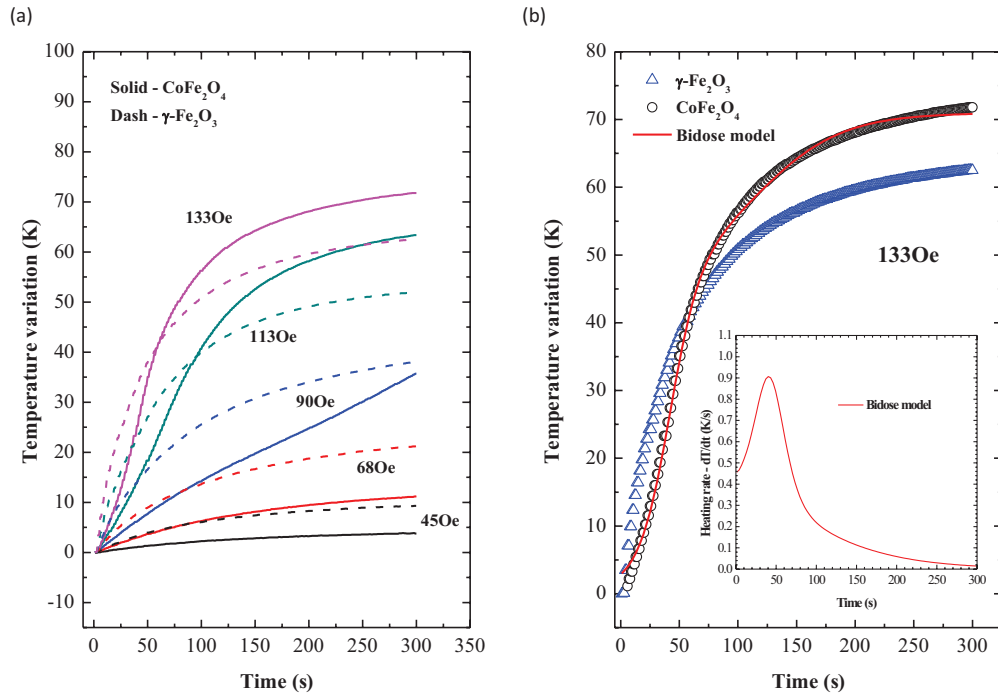 (a)
100
90
80
70
60
50
40
30
20
10
0
-10
Temperature variation (K)
Solid - CoFe₂O₄
Dash - γ-Fe₂O₃
133Oe
113Oe
90Oe
68Oe
45Oe
0 50 100 150 200 250 300 350
Time (s)
(b)
80
70
60
50
40
30
20
10
0
Temperature variation (K)
γ-Fe₂O₃
CoFe₂O₄
Bidose model
133Oe
1.1
1.0
0.9
0.8
0.7
0.6
0.5
0.4
0.3
0.2
0.1
0.0
Heating rate - dT/dt (K/s)
Bidose model
0 50 100 150 200 250 300
Time (s)
0 50 100 150 200 250 300
Time (s)